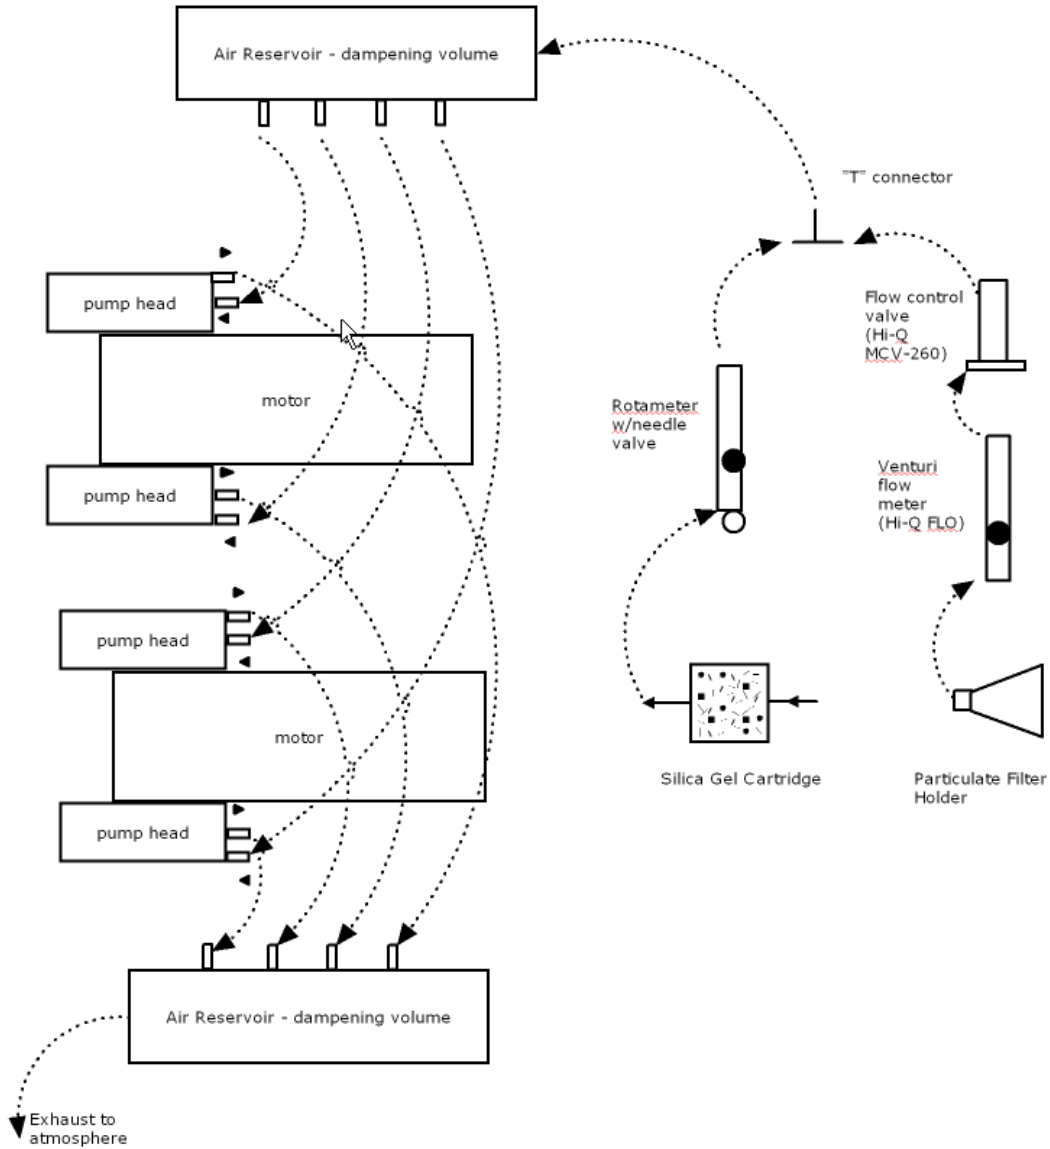 Air Reservoir - dampening volume
"T" connector
pump head
Flow control
valve
(Hi-Q
MCV-260)
motor
Rotameter
w/needle
valve
pump head
Venturi
flow
meter
(Hi-Q FLO)
pump head
motor
Silica Gel Cartridge
Particulate Filter
Holder
pump head
Air Reservoir - dampening volume
Exhaust to
atmosphere